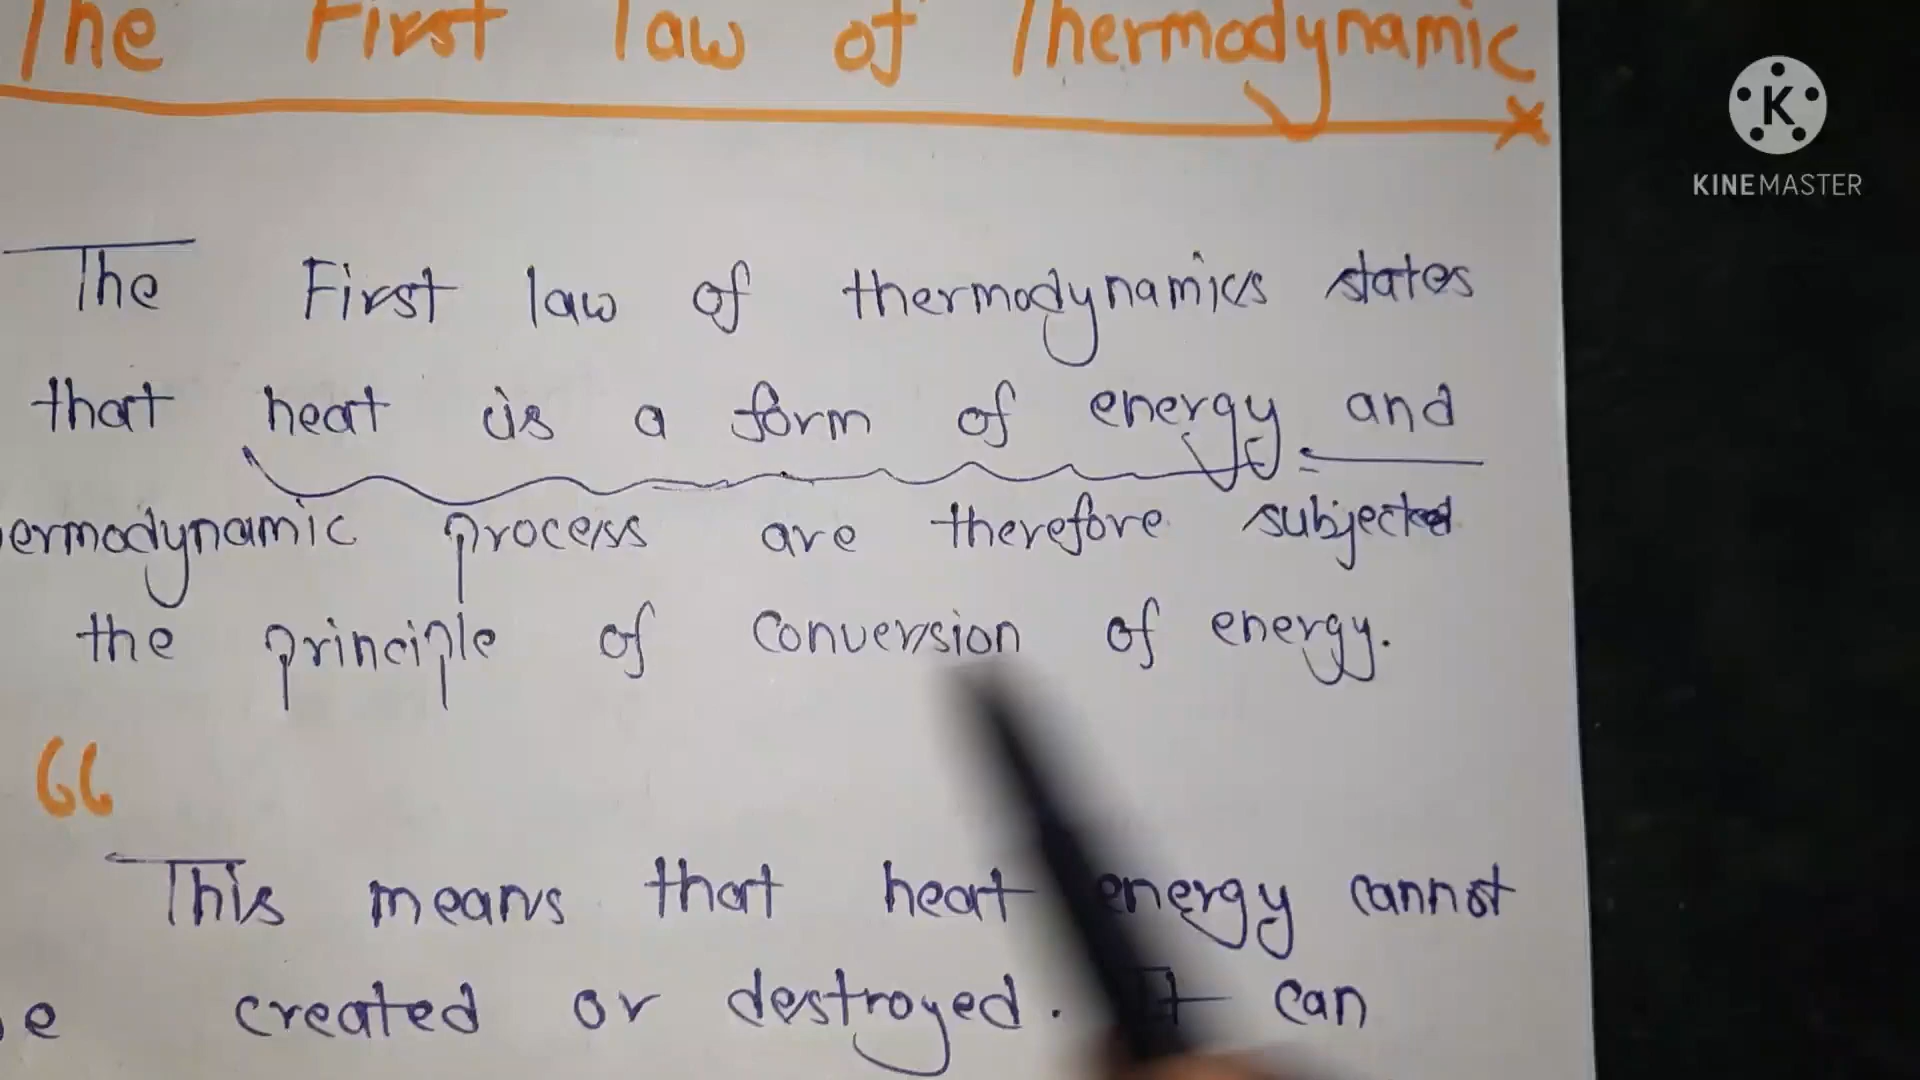 The First law of Thermodynamic
K
KINEMASTER
The First law of thermodynamics states
that heat is a form of energy and
ermodynamic process are therefore subjected
the principle of conversion of energy.
“
This means that heat energy cannot
e created or destroyed. It can